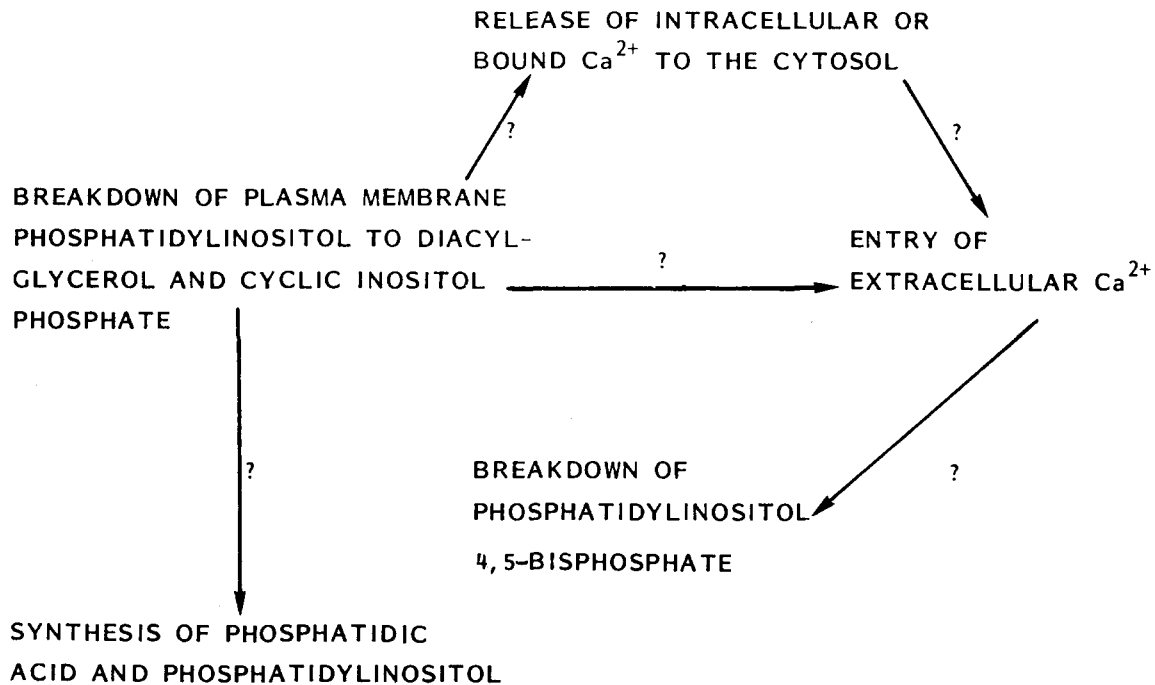 RELEASE OF INTRACELLULAR OR
BOUND Ca2+ TO THE CYTOSOL
?
?
BREAKDOWN OF PLASMA MEMBRANE
PHOSPHATIDYLINOSITOL TO DIACYL-
GLYCEROL AND CYCLIC INOSITOL
PHOSPHATE
?
ENTRY OF
EXTRACELLULAR Ca2+
?
BREAKDOWN OF
PHOSPHATIDYLINOSITOL
4,5-BISPHOSPHATE
?
SYNTHESIS OF PHOSPHATIDIC
ACID AND PHOSPHATIDYLINOSITOL